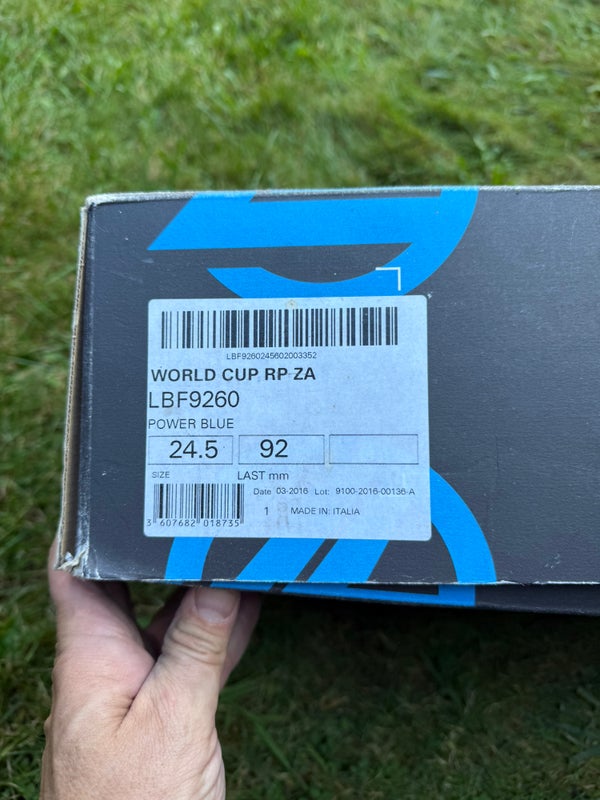 LBF9260245602003352
WORLD CUP RP ZA
LBF9260
POWER BLUE
24.5 92
SIZE LAST mm
Date 03-2016 Lot: 9100-2016-00136-A
3 607682 018735
1 MADE IN: ITALIA